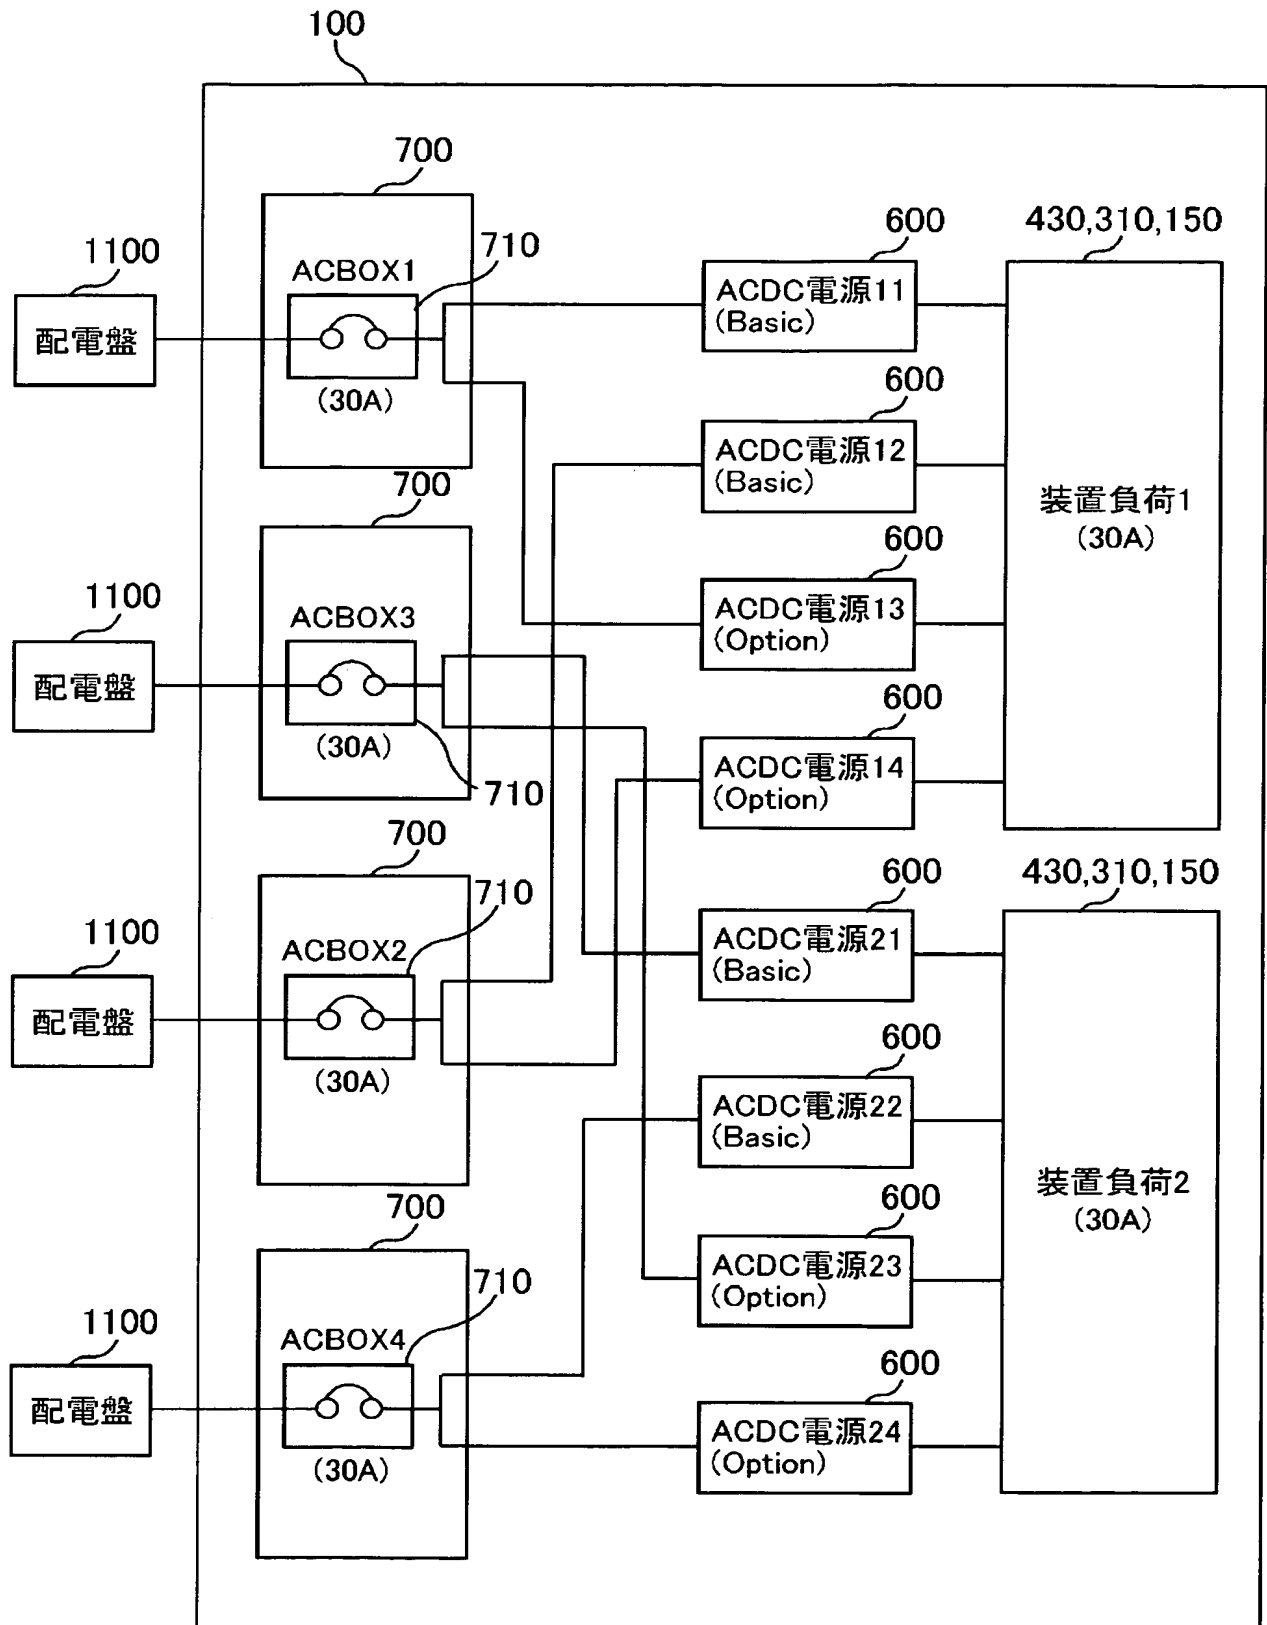 100
700
1100
配電盤
ACBOX1
710
(30A)
600
ACDC電源11
(Basic)
430,310,150
600
ACDC電源12
(Basic)
装置負荷1
(30A)
700
1100
配電盤
ACBOX3
(30A)
710
600
ACDC電源13
(Option)
600
ACDC電源14
(Option)
700
1100
配電盤
ACBOX2
710
(30A)
600
ACDC電源21
(Basic)
430,310,150
600
ACDC電源22
(Basic)
装置負荷2
(30A)
700
1100
配電盤
ACBOX4
710
(30A)
600
ACDC電源23
(Option)
600
ACDC電源24
(Option)